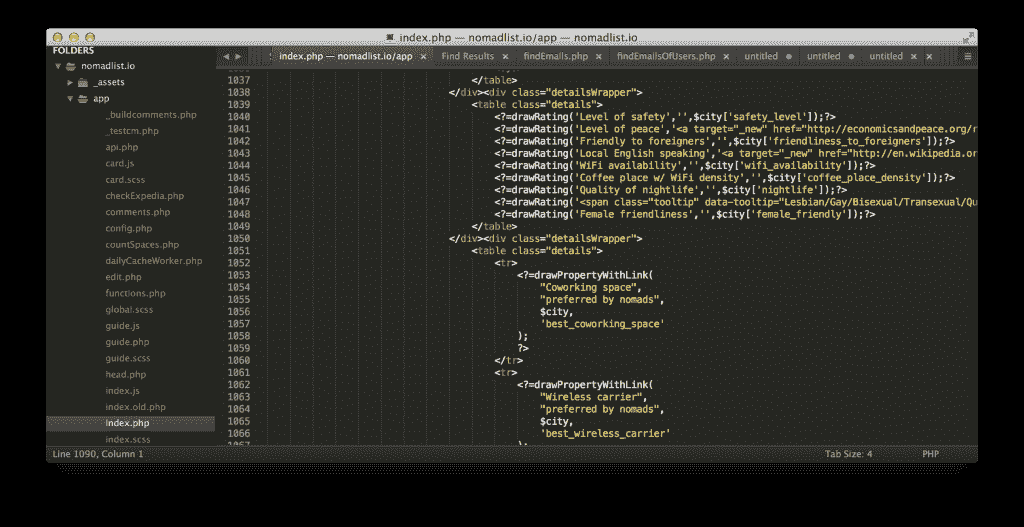 index.php — nomadlist.io/app — nomadlist.io
FOLDERS
nomadlist.io
_assets
app
_buildcomments.php
_testcm.php
api.php
card.js
card.scss
checkExpedia.php
comments.php
config.php
countSpaces.php
dailyCacheWorker.php
edit.php
functions.php
global.scss
guide.js
guide.php
guide.scss
head.php
index.js
index.old.php
index.php
index.scss
index.php — nomadlist.io/app × Find Results × findEmails.php × findEmailsOfUsers.php × untitled untitled untitled ×
1037 </table>
1038 </div><div class="detailsWrapper">
1039 <table class="details">
1040 <?=drawRating('Level of safety','',$city['safety_level']);?>
1041 <?=drawRating('Level of peace','<a target="_new" href="http://economicsandpeace.org/r
1042 <?=drawRating('Friendly to foreigners','',$city['friendliness_to_foreigners']);?>
1043 <?=drawRating('Local English speaking','<a target="_new" href="http://en.wikipedia.or
1044 <?=drawRating('WiFi availability','',$city['wifi_availability']);?>
1045 <?=drawRating('Coffee place w/ WiFi density','',$city['coffee_place_density']);?>
1046 <?=drawRating('Quality of nightlife','',$city['nightlife']);?>
1047 <?=drawRating('<span class="tooltip" data-tooltip="Lesbian/Gay/Bisexual/Transexual/Qu
1048 <?=drawRating('Female friendliness','',$city['female_friendly']);?>
1049 </table>
1050 </div><div class="detailsWrapper">
1051 <table class="details">
1052 <tr>
1053 <?=drawPropertyWithLink(
1054 "Coworking space",
1055 "preferred by nomads",
1056 $city,
1057 'best_coworking_space'
1058 );
1059 ?>
1060 </tr>
1061 <tr>
1062 <?=drawPropertyWithLink(
1063 "Wireless carrier",
1064 "preferred by nomads",
1065 $city,
1066 'best_wireless_carrier'
1067 );
Line 1090, Column 1
Tab Size: 4
PHP